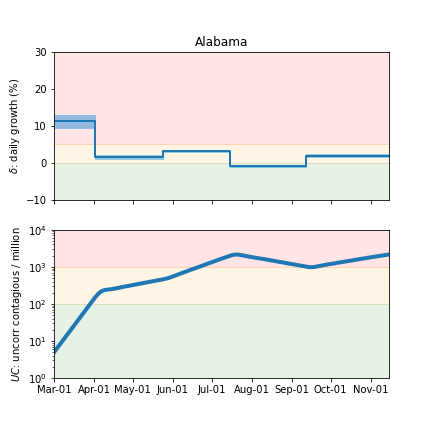 Alabama
δ: daily growth (%)
30
20
10
0
−10
UC: uncorr contagious / million
10⁴
10³
10²
10¹
10⁰
Mar-01 Apr-01 May-01 Jun-01 Jul-01 Aug-01 Sep-01 Oct-01 Nov-01